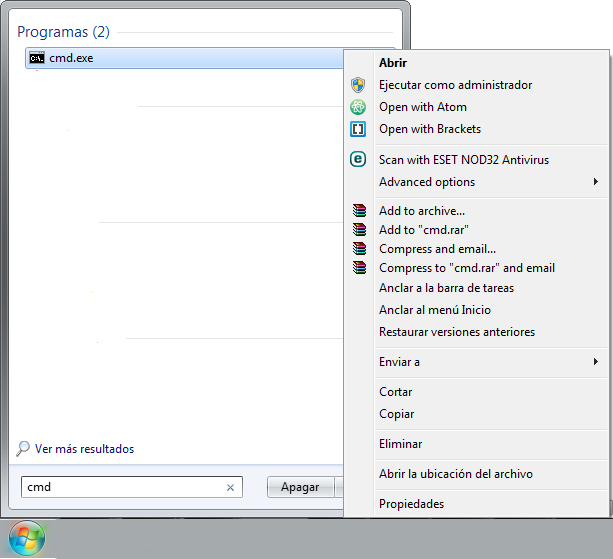 Programas (2)
cmd.exe
Abrir
Ejecutar como administrador
Open with Atom
Open with Brackets
Scan with ESET NOD32 Antivirus
Advanced options
Add to archive...
Add to "cmd.rar"
Compress and email...
Compress to "cmd.rar" and email
Anclar a la barra de tareas
Anclar al menú Inicio
Restaurar versiones anteriores
Enviar a
Cortar
Copiar
Eliminar
Abrir la ubicación del archivo
Propiedades
Ver más resultados
cmd
Apagar